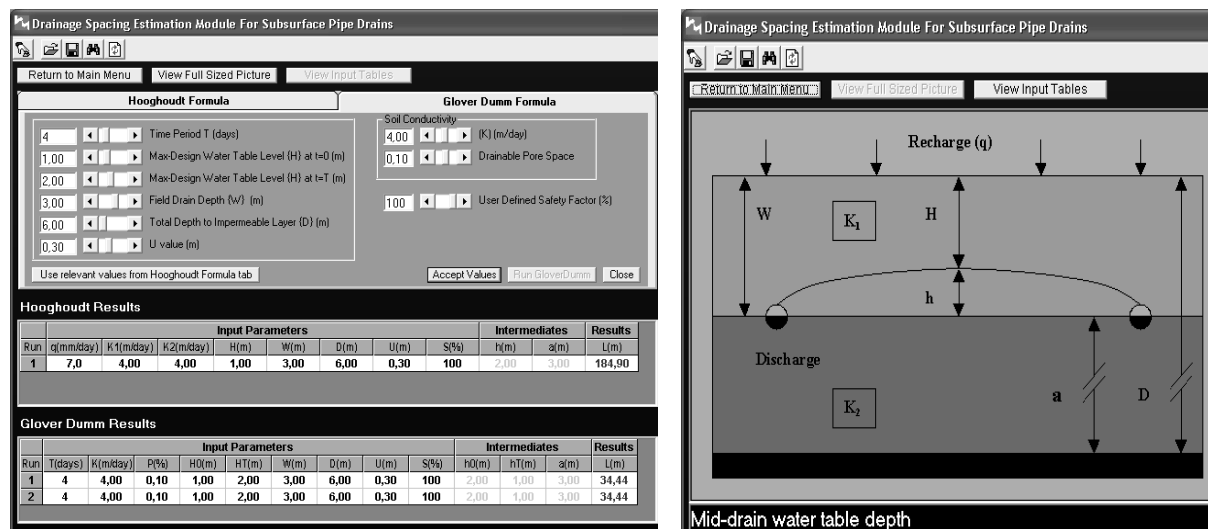 Drainage Spacing Estimation Module For Subsurface Pipe Drains
Return to Main Menu View Full Sized Picture View Input Tables
Hooghoudt Formula Glover Dumm Formula
4 Time Period T (days)
1,00 Max-Design Water Table Level {H} at t=0 (m)
2,00 Max-Design Water Table Level {H} at t=T (m)
3,00 Field Drain Depth {W} (m)
6,00 Total Depth to Impermeable Layer {D} (m)
0,30 U value (m)
Soil Conductivity
4,00 (K) (m/day)
0,10 Drainable Pore Space
100 User Defined Safety Factor (%)
Use relevant values from Hooghoudt Formula tab Accept Values Run GloverDumm Close
Hooghoudt Results
Input Parameters Intermediates Results
Run q(mm/day) K1(m/day) K2(m/day) H(m) W(m) D(m) U(m) S(%) h(m) a(m) L(m)
1 7,0 4,00 4,00 1,00 3,00 6,00 0,30 100 2,00 3,00 184,90
Glover Dumm Results
Input Parameters Intermediates Results
Run T(days) K(m/day) P(%) H0(m) HT(m) W(m) D(m) U(m) S(%) h0(m) hT(m) a(m) L(m)
1 4 4,00 0,10 1,00 2,00 3,00 6,00 0,30 100 2,00 1,00 3,00 34,44
2 4 4,00 0,10 1,00 2,00 3,00 6,00 0,30 100 2,00 1,00 3,00 34,44
Drainage Spacing Estimation Module For Subsurface Pipe Drains
Return to Main Menu View Full Sized Picture View Input Tables
Recharge (q)
W K1 H
h
Discharge
K2 a D
Mid-drain water table depth